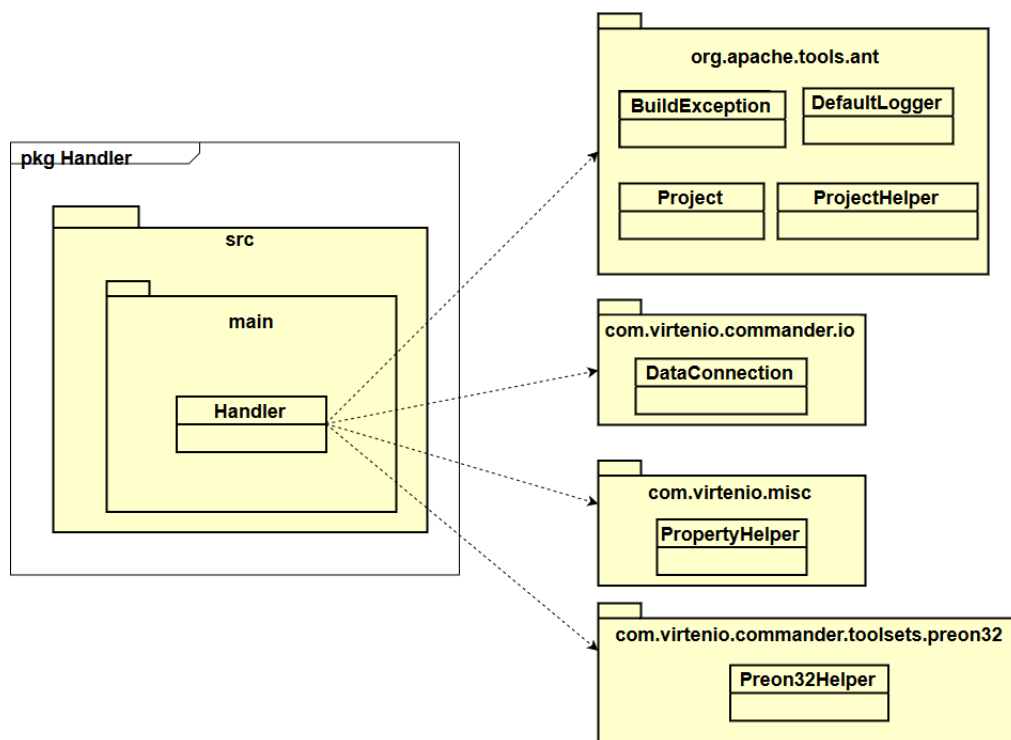 pkg Handler
src
main
Handler
org.apache.tools.ant
BuildException
DefaultLogger
Project
ProjectHelper
com.virtenio.commander.io
DataConnection
com.virtenio.misc
PropertyHelper
com.virtenio.commander.toolsets.preon32
Preon32Helper